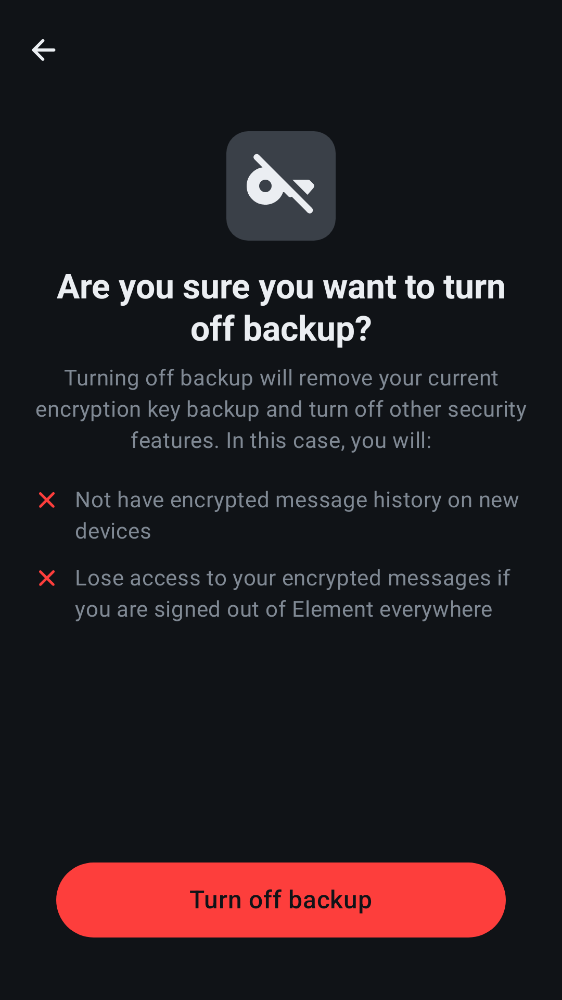 Are you sure you want to turn
off backup?
Turning off backup will remove your current
encryption key backup and turn off other security
features. In this case, you will:
Not have encrypted message history on new
devices
Lose access to your encrypted messages if
you are signed out of Element everywhere
Turn off backup